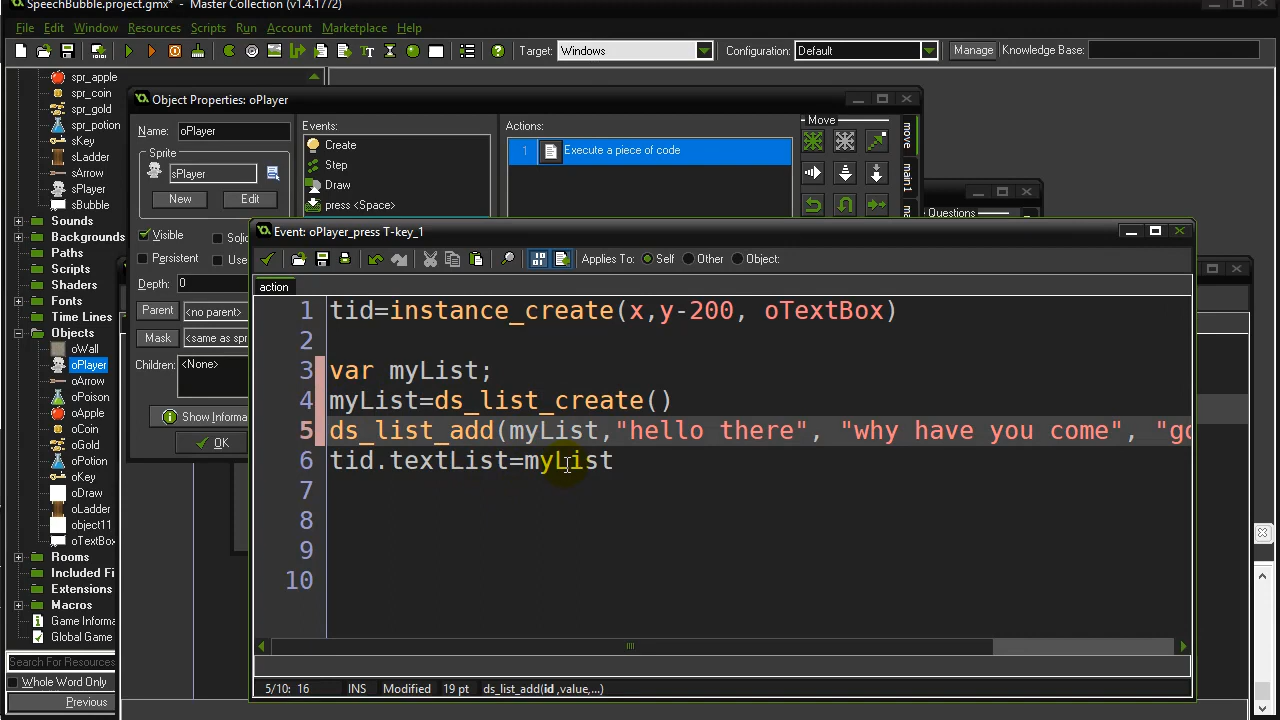 SpeechBubble.project.gmx* - Master Collection (v1.4.1772)
File Edit Window Resources Scripts Run Account Marketplace Help
Target: Windows Configuration: Default Manage Knowledge Base:
spr_apple
spr_coin
spr_gold
spr_potion
sKey
sLadder
sArrow
sPlayer
sBubble
Sounds
Backgrounds
Paths
Scripts
Shaders
Fonts
Time Lines
Objects
oWall
oPlayer
oArrow
oPoison
oApple
oCoin
oGold
oPotion
oKey
oDraw
oLadder
object11
oTextBo
Rooms
Included Fi
Extensions
Macros
Game Informa
Global Game
Search For Resources
Whole Word Only
Previous
Object Properties: oPlayer
Name: oPlayer
Sprite
sPlayer
New Edit
Visible Solid
Persistent Use
Depth: 0
Parent <no parent>
Mask <same as spr
Children: <None>
Show Informa
OK
Events:
Create
Step
Draw
press <Space>
Actions:
1 Execute a piece of code
Move
move
main1
Questions
Event: oPlayer_press T-key_1
Applies To: Self Other Object:
action
1 tid=instance_create(x,y-200, oTextBox)
2
3 var myList;
4 myList=ds_list_create()
5 ds_list_add(myList,"hello there", "why have you come", "go
6 tid.textList=myList
7
8
9
10
5/10: 16 INS Modified 19 pt ds_list_add(id ,value,...)